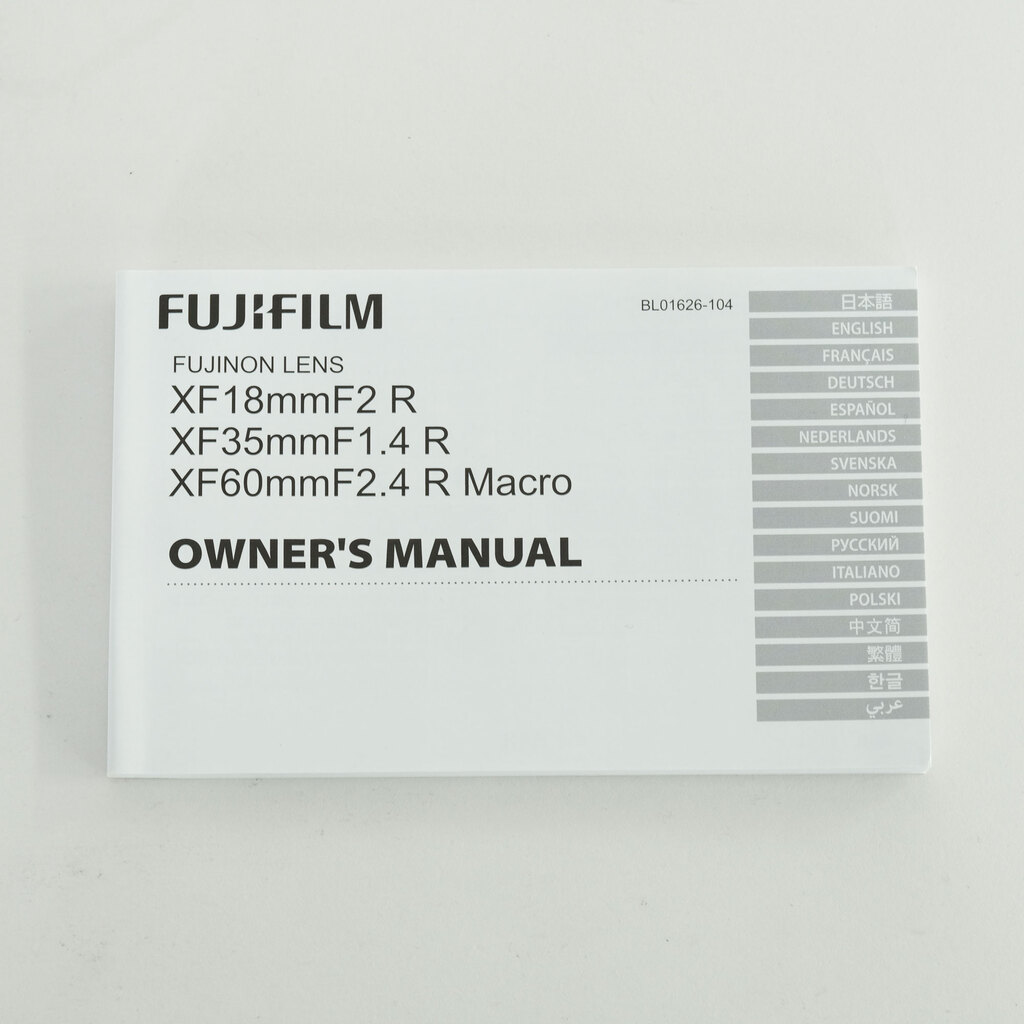 FUJIFILM
BL01626-104
FUJINON LENS
XF18mmF2 R
XF35mmF1.4 R
XF60mmF2.4 R Macro
OWNER'S MANUAL
日本語
ENGLISH
FRANÇAIS
DEUTSCH
ESPAÑOL
NEDERLANDS
SVENSKA
NORSK
SUOMI
РУССКИЙ
ITALIANO
POLSKI
中文简
繁體
한글
عربي